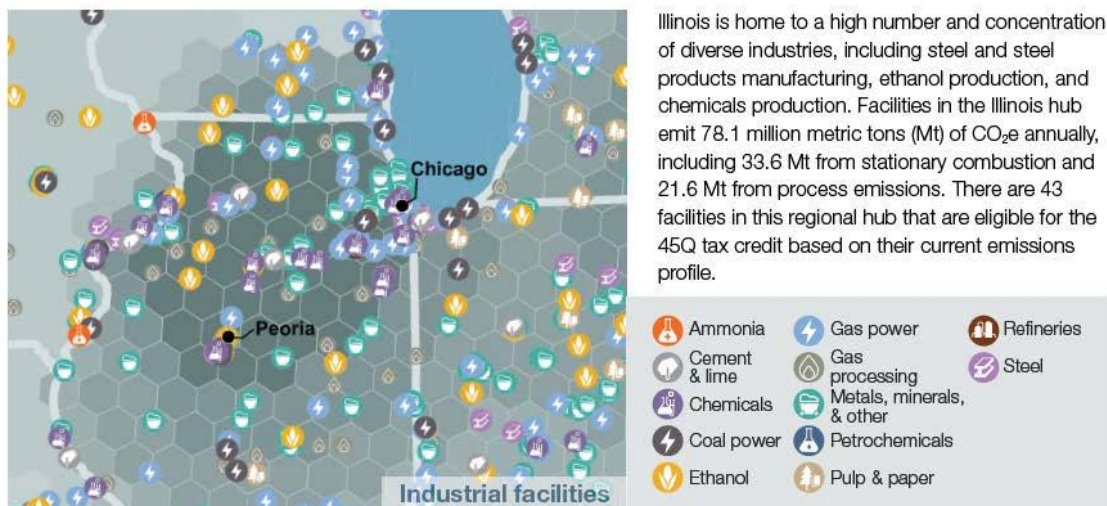 Chicago
Peoria
Industrial facilities
Illinois is home to a high number and concentration
of diverse industries, including steel and steel
products manufacturing, ethanol production, and
chemicals production. Facilities in the Illinois hub
emit 78.1 million metric tons (Mt) of CO₂e annually,
including 33.6 Mt from stationary combustion and
21.6 Mt from process emissions. There are 43
facilities in this regional hub that are eligible for the
45Q tax credit based on their current emissions
profile.
Ammonia
Cement
& lime
Chemicals
Coal power
Ethanol
Gas power
Gas
processing
Metals, minerals,
& other
Petrochemicals
Pulp & paper
Refineries
Steel